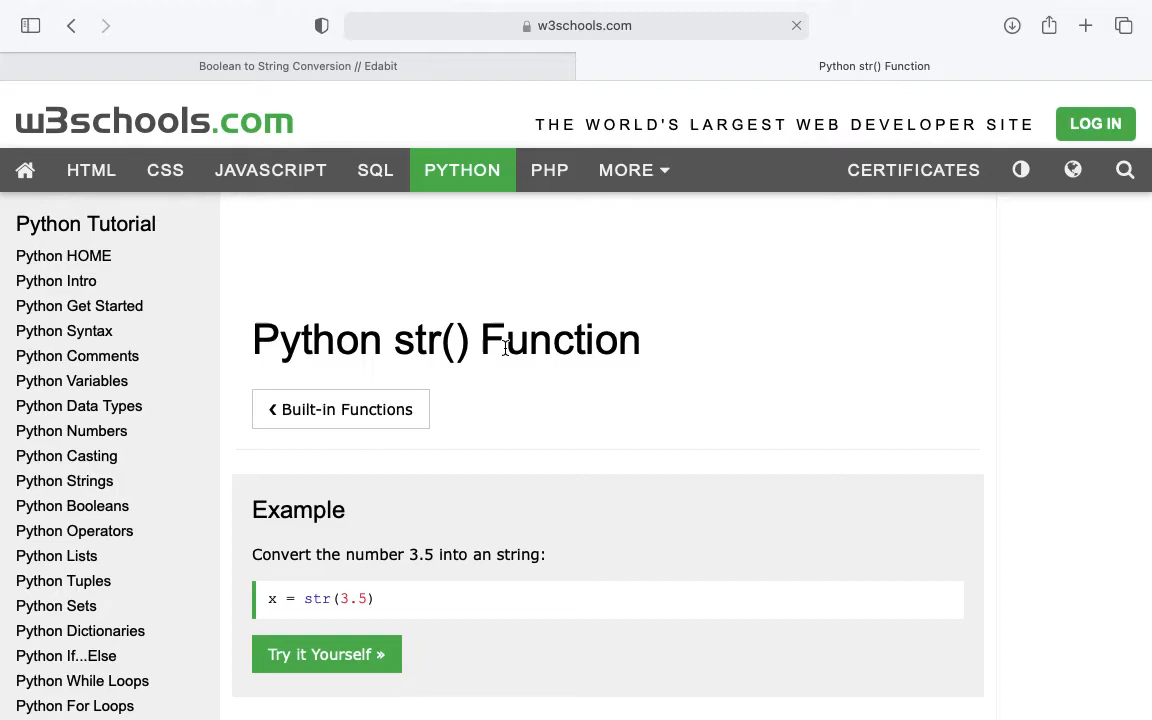 w3schools.com
Boolean to String Conversion // Edabit
Python str() Function
w3schools.com
THE WORLD'S LARGEST WEB DEVELOPER SITE
LOG IN
HTML
CSS
JAVASCRIPT
SQL
PYTHON
PHP
MORE
CERTIFICATES
Python Tutorial
Python HOME
Python Intro
Python Get Started
Python Syntax
Python Comments
Python Variables
Python Data Types
Python Numbers
Python Casting
Python Strings
Python Booleans
Python Operators
Python Lists
Python Tuples
Python Sets
Python Dictionaries
Python If...Else
Python While Loops
Python For Loops
Python str() Function
❮ Built-in Functions
Example
Convert the number 3.5 into an string:
x = str(3.5)
Try it Yourself »